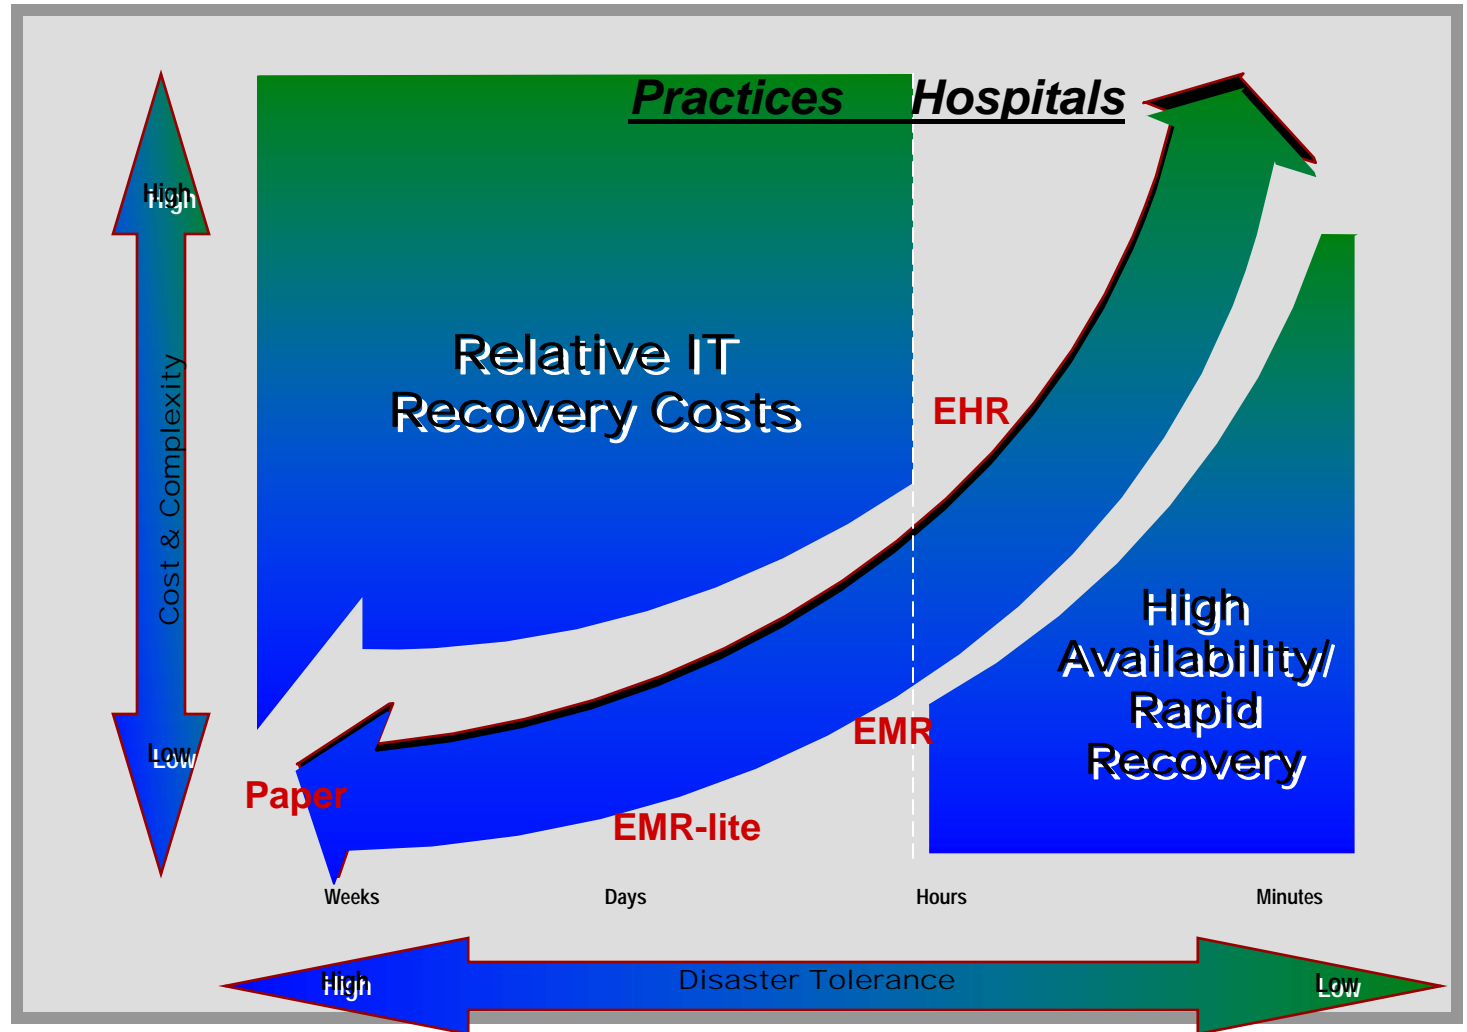 Practices Hospitals
High
Relative IT
Recovery Costs
Cost & Complexity
EHR
High
Availability/
Rapid
Recovery
EMR
Low
Paper
EMR-lite
Weeks Days Hours Minutes
High Disaster Tolerance Low